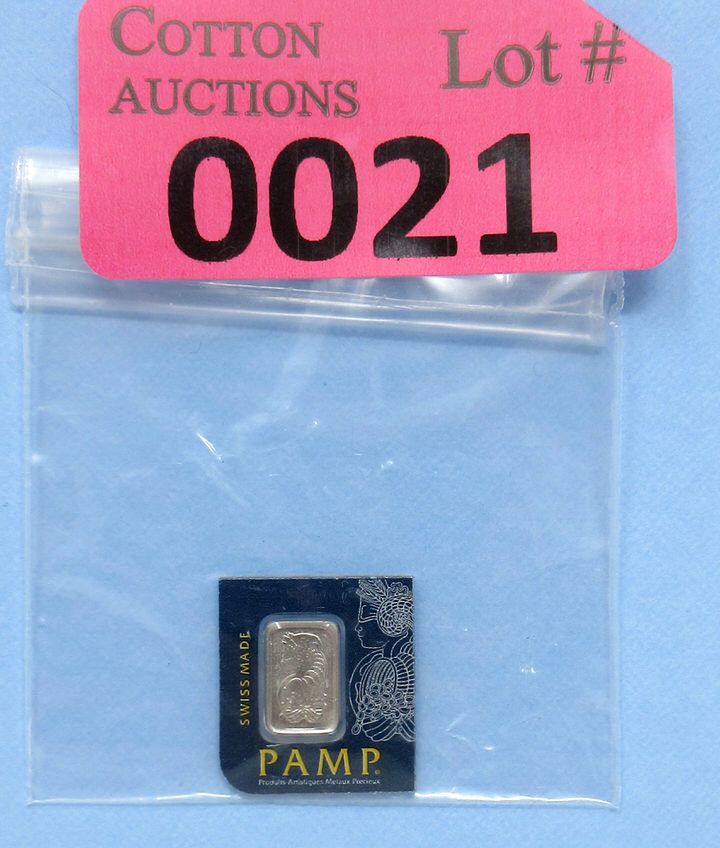 COTTON
AUCTIONS
Lot #
0021
SWISS MADE
PAMP
Produits Artistiques Métaux Précieux